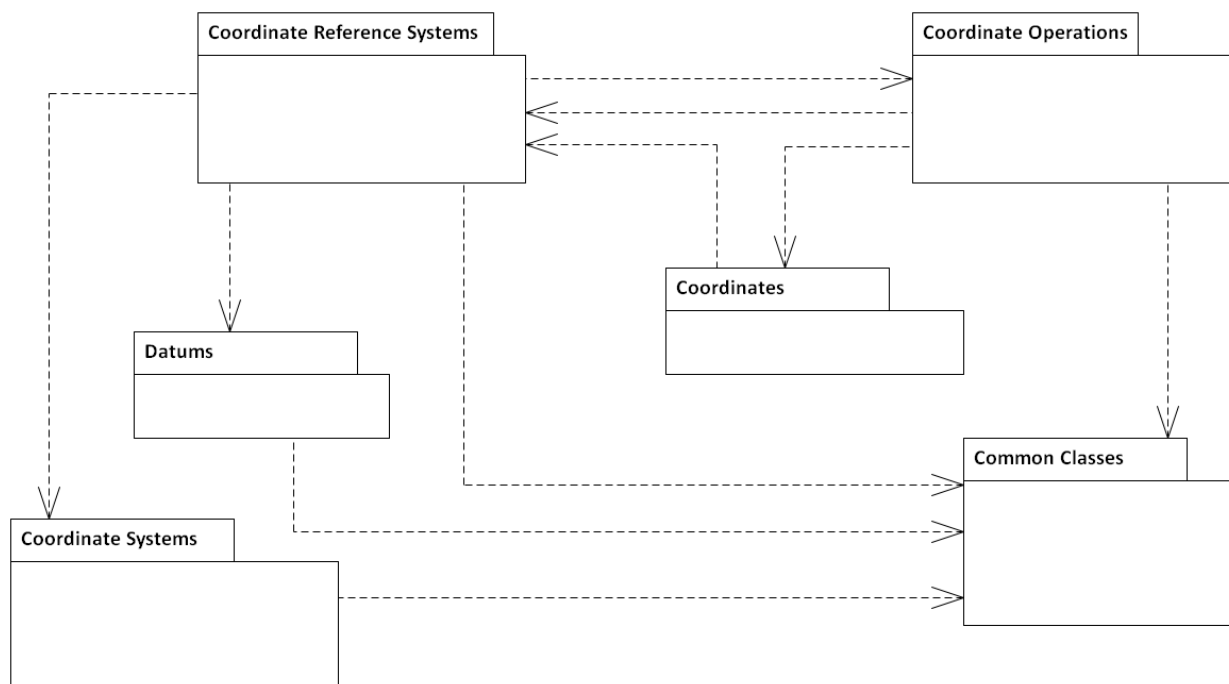 Coordinate Reference Systems
Coordinate Operations
Coordinates
Datums
Common Classes
Coordinate Systems